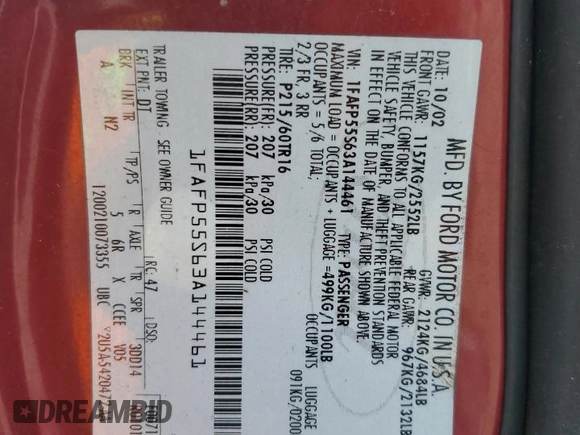 MFD. BY FORD MOTOR CO. IN U.S.A.
DATE: 10/02 GVWR: 2124KG/4684LB
FRONT GAWR: 1157KG/2552LB REAR GAWR: 967KG/2132LB
THIS VEHICLE CONFORMS TO ALL APPLICABLE FEDERAL MOTOR
VEHICLE SAFETY, BUMPER, AND THEFT PREVENTION STANDARDS
IN EFFECT ON THE DATE OF MANUFACTURE SHOWN ABOVE.
VIN: 1FAFP55S63A144461 TYPE: PASSENGER
MAXIMUM LOAD = OCCUPANTS + LUGGAGE =499KG/1100LB
OCCUPANTS = 5/6 TOTAL, OCCUPANTS LUGGAGE
2/3 FR, 3 RR 091KG/0200
TIRE: P215/60TR16
PRESSURE(FR): 207 kPa/30 PSI COLD
PRESSURE(RR): 207 kPa/30 PSI COLD,
1FAFP55S63A144461
TRAILER TOWING - SEE OWNER GUIDE
EXT PNT: DT RC: 47 DSO:
BRK INT TR TP/PS R AXLE TR SPR
A N2 5 6R X CCEE V05
1200210073355 UBC
DREAMBID